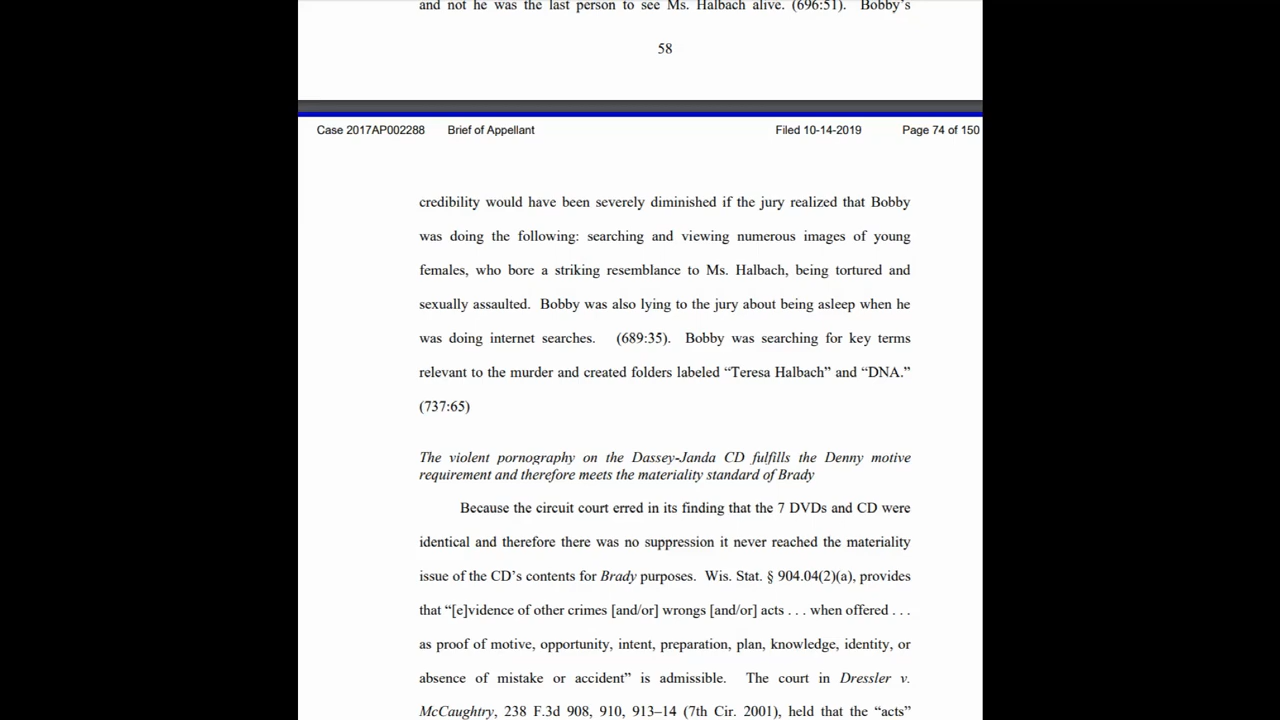 and not he was the last person to see Ms. Halbach alive. (696:51). Bobby's
58
Case 2017AP002288 Brief of Appellant Filed 10-14-2019 Page 74 of 150
credibility would have been severely diminished if the jury realized that Bobby
was doing the following: searching and viewing numerous images of young
females, who bore a striking resemblance to Ms. Halbach, being tortured and
sexually assaulted. Bobby was also lying to the jury about being asleep when he
was doing internet searches. (689:35). Bobby was searching for key terms
relevant to the murder and created folders labeled “Teresa Halbach” and “DNA.”
(737:65)
The violent pornography on the Dassey-Janda CD fulfills the Denny motive
requirement and therefore meets the materiality standard of Brady
Because the circuit court erred in its finding that the 7 DVDs and CD were
identical and therefore there was no suppression it never reached the materiality
issue of the CD’s contents for Brady purposes. Wis. Stat. § 904.04(2)(a), provides
that “[e]vidence of other crimes [and/or] wrongs [and/or] acts . . . when offered . . .
as proof of motive, opportunity, intent, preparation, plan, knowledge, identity, or
absence of mistake or accident” is admissible. The court in Dressler v.
McCaughtry, 238 F.3d 908, 910, 913–14 (7th Cir. 2001), held that the “acts”